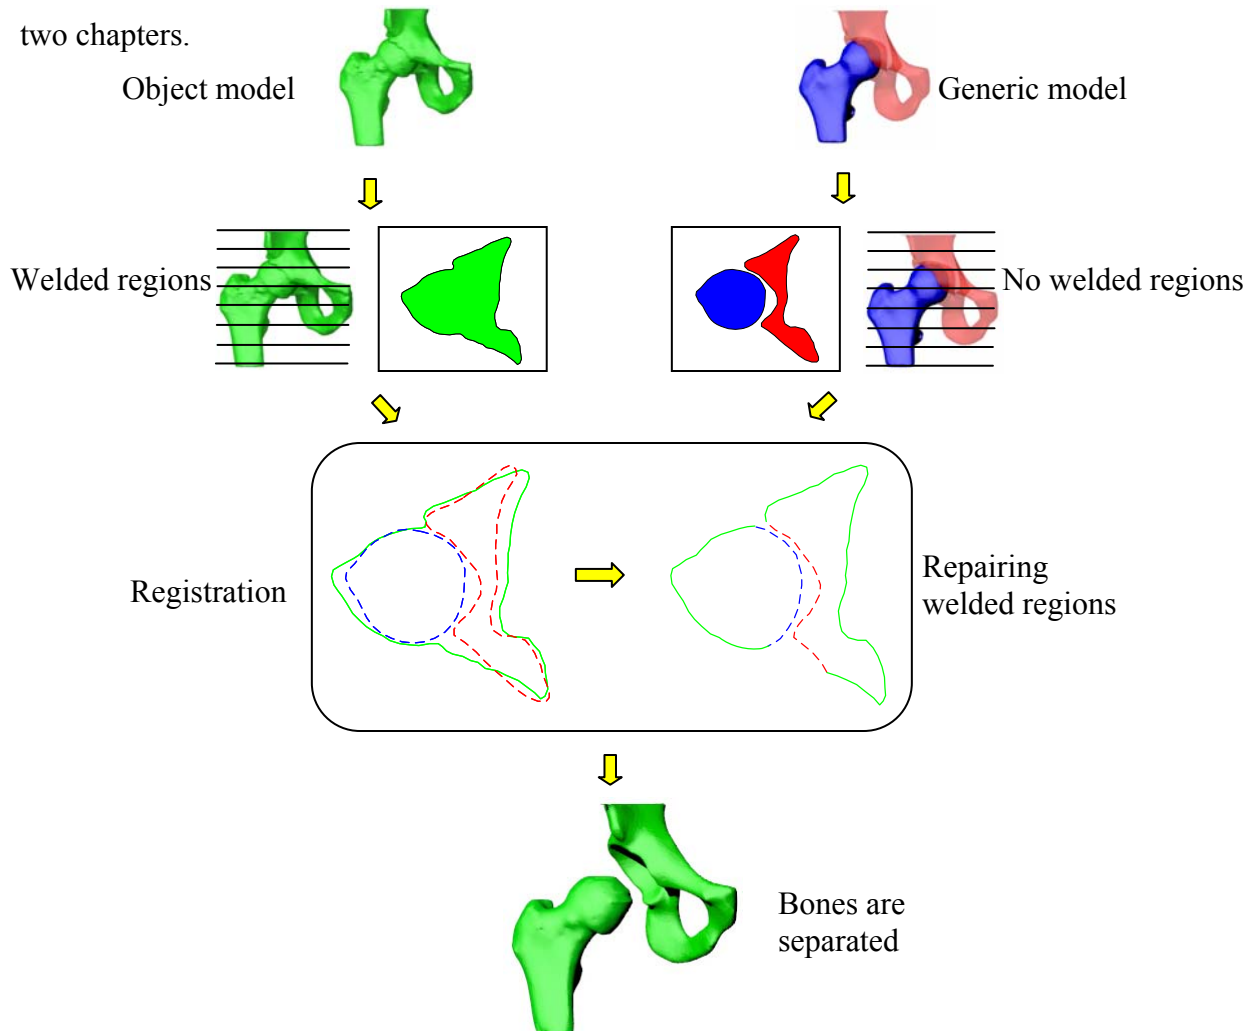 two chapters.
Object model
Generic model
Welded regions
No welded regions
Registration
Repairing
welded regions
Bones are
separated